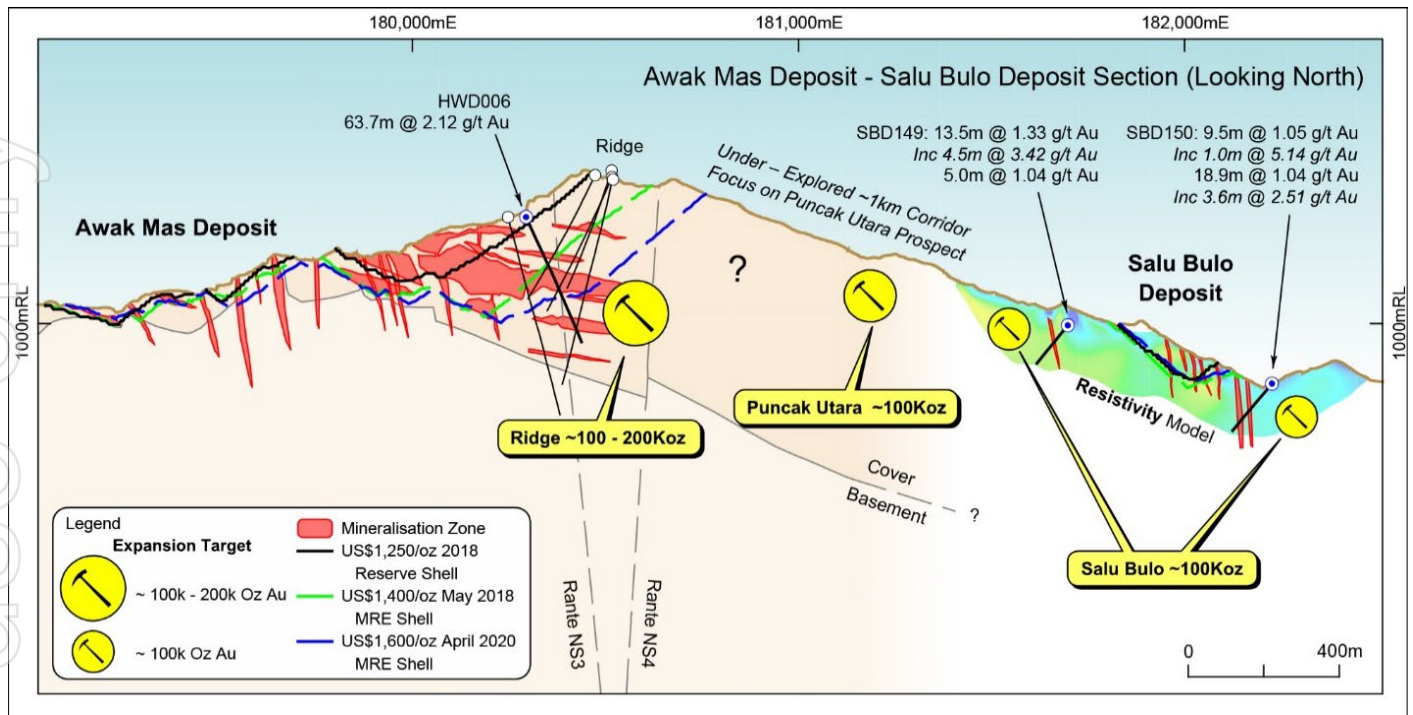 180,000mE
181,000mE
182,000mE
Awak Mas Deposit - Salu Bulo Deposit Section (Looking North)
HWD006
63.7m @ 2.12 g/t Au
Ridge
Under – Explored ~1km Corridor
Focus on Puncak Utara Prospect
SBD149: 13.5m @ 1.33 g/t Au
Inc 4.5m @ 3.42 g/t Au
5.0m @ 1.04 g/t Au
SBD150: 9.5m @ 1.05 g/t Au
Inc 1.0m @ 5.14 g/t Au
18.9m @ 1.04 g/t Au
Inc 3.6m @ 2.51 g/t Au
Awak Mas Deposit
?
Salu Bulo
Deposit
1000mRL
1000mRL
Resistivity Model
Ridge ~100 - 200Koz
Puncak Utara ~100Koz
Salu Bulo ~100Koz
Cover
Basement
?
Rante NS3
Rante NS4
Legend
Expansion Target
~ 100k - 200k Oz Au
~ 100k Oz Au
Mineralisation Zone
US$1,250/oz 2018
Reserve Shell
US$1,400/oz May 2018
MRE Shell
US$1,600/oz April 2020
MRE Shell
0
400m